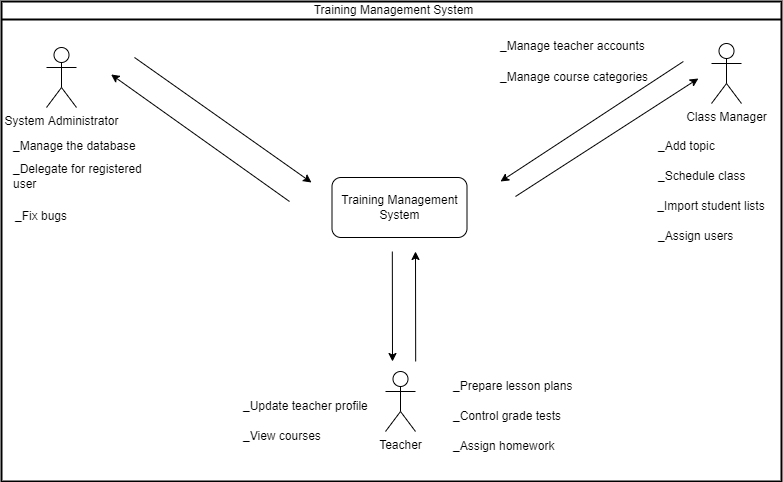 Training Management System
_Manage teacher accounts
_Manage course categories
System Administrator
_Manage the database
_Delegate for registered
user
_Fix bugs
Class Manager
_Add topic
_Schedule class
_Import student lists
_Assign users
Training Management
System
_Update teacher profile
_View courses
Teacher
_Prepare lesson plans
_Control grade tests
_Assign homework